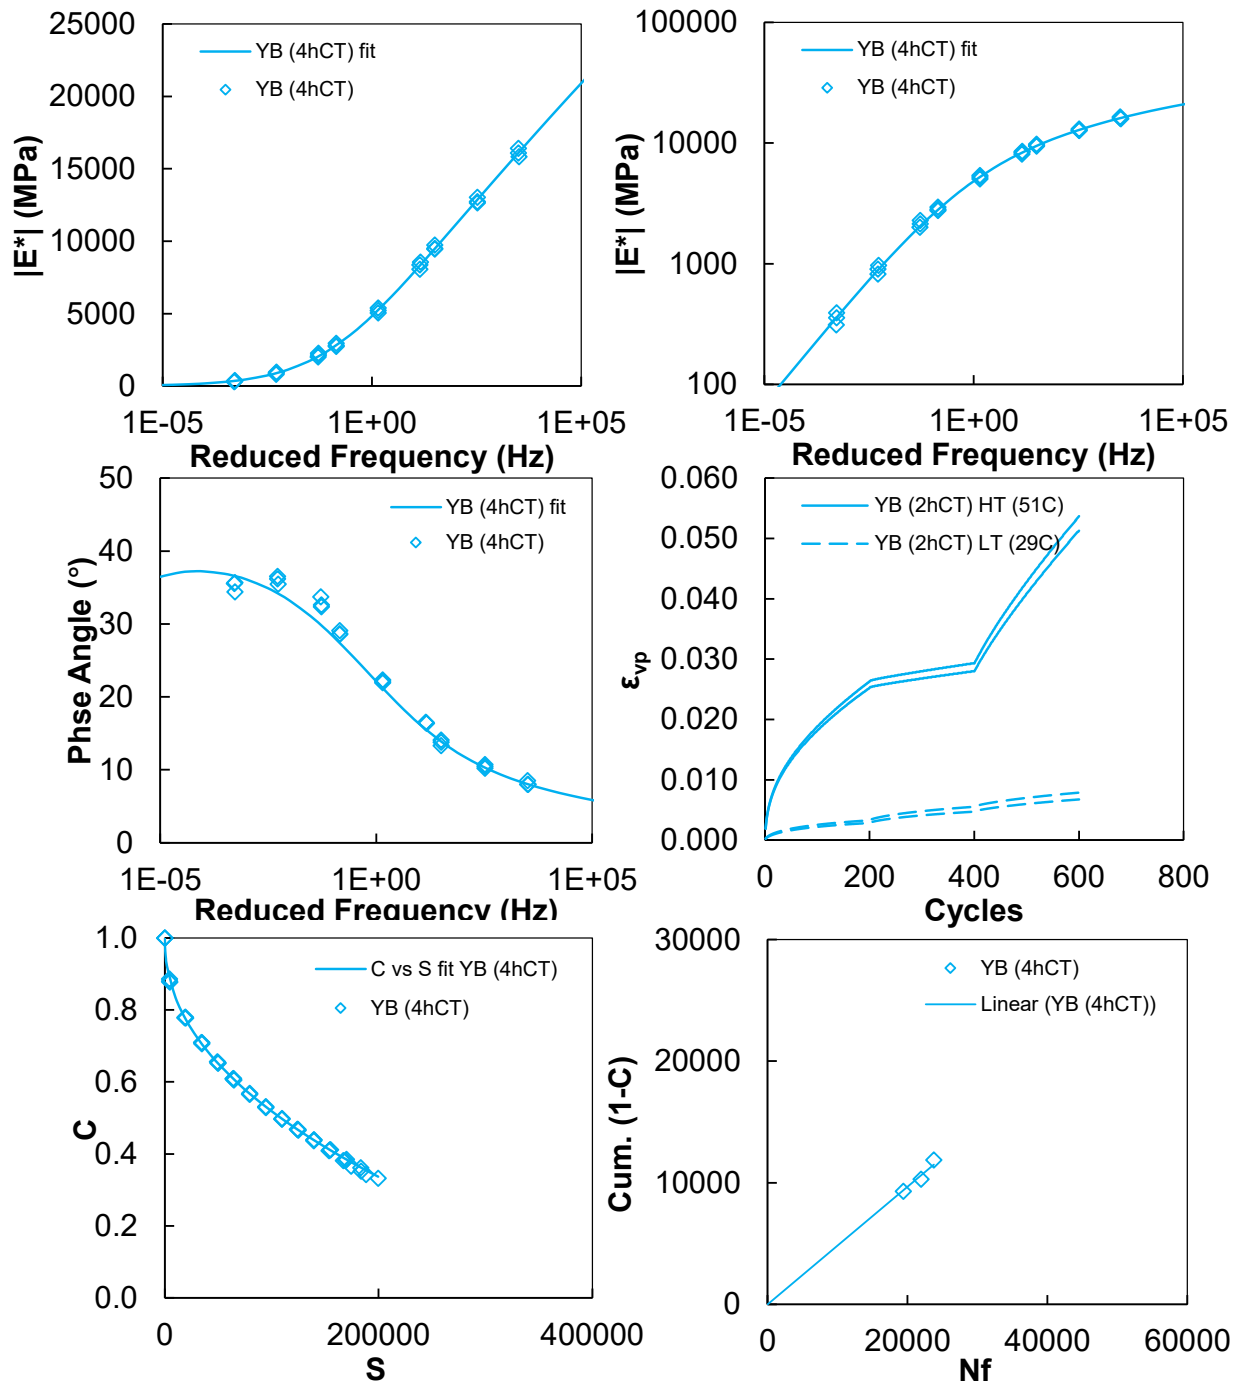 25000
20000
15000
10000
5000
0
|E*| (MPa)
YB (4hCT) fit
YB (4hCT)
1E-05
1E+00
1E+05
Reduced Frequency (Hz)
100000
10000
1000
100
|E*| (MPa)
YB (4hCT) fit
YB (4hCT)
1E-05
1E+00
1E+05
Reduced Frequency (Hz)
50
40
30
20
10
0
Phse Angle (°)
YB (4hCT) fit
YB (4hCT)
1E-05
1E+00
1E+05
Reduced Frequency (Hz)
0.060
0.050
0.040
0.030
0.020
0.010
0.000
εvp
YB (2hCT) HT (51C)
YB (2hCT) LT (29C)
0
200
400
600
800
Cycles
1.0
0.8
0.6
0.4
0.2
0.0
C
C vs S fit YB (4hCT)
YB (4hCT)
0
200000
400000
S
30000
20000
10000
0
Cum. (1-C)
YB (4hCT)
Linear (YB (4hCT))
0
20000
40000
60000
Nf